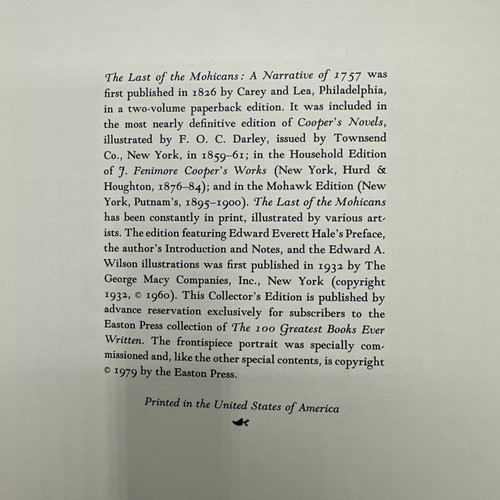 The Last of the Mohicans: A Narrative of 1757 was
first published in 1826 by Carey and Lea, Philadelphia,
in a two-volume paperback edition. It was included in
the most nearly definitive edition of Cooper's Novels,
illustrated by F. O. C. Darley, issued by Townsend
Co., New York, in 1859-61; in the Household Edition
of J. Fenimore Cooper's Works (New York, Hurd &
Houghton, 1876-84); and in the Mohawk Edition (New
York, Putnam's, 1895-1900). The Last of the Mohicans
has been constantly in print, illustrated by various art-
ists. The edition featuring Edward Everett Hale's Preface,
the author's Introduction and Notes, and the Edward A.
Wilson illustrations was first published in 1932 by The
George Macy Companies, Inc., New York (copyright
1932, © 1960). This Collector's Edition is published by
advance reservation exclusively for subscribers to the
Easton Press collection of The 100 Greatest Books Ever
Written. The frontispiece portrait was specially com-
missioned and, like the other special contents, is copyright
© 1979 by the Easton Press.
Printed in the United States of America